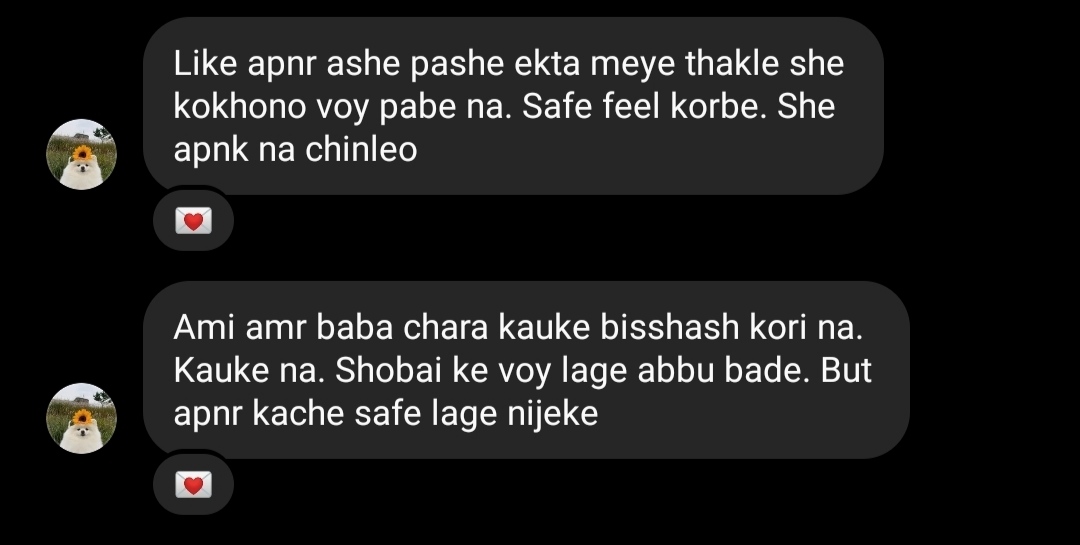 Like apnr ashe pashe ekta meye thakle she
kokhono voy pabe na. Safe feel korbe. She
apnk na chinleo
Ami amr baba chara kauke bisshash kori na.
Kauke na. Shobai ke voy lage abbu bade. But
apnr kache safe lage nijeke